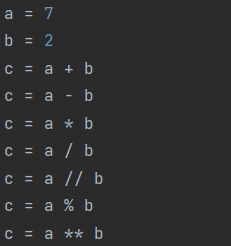 a = 7
b = 2
c = a + b
c = a - b
c = a * b
c = a / b
c = a // b
c = a % b
c = a ** b